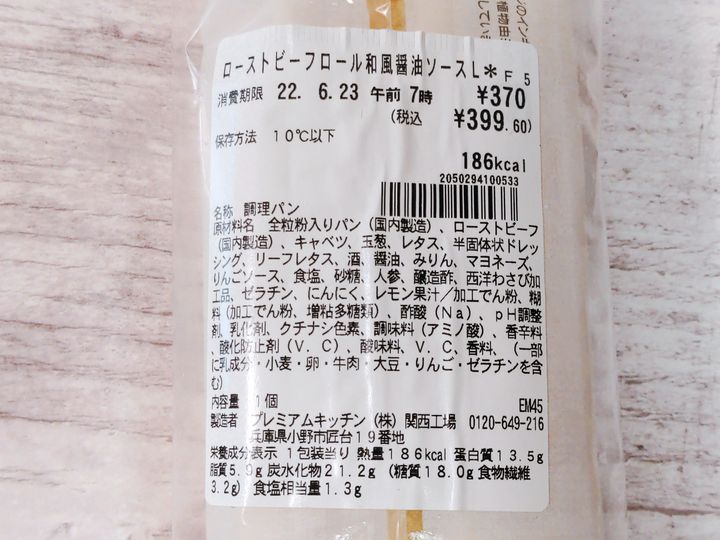 ローストビーフロール和風醤油ソースL＊ F 5
消費期限 22. 6.23 午前 7時 ¥370
(税込 ¥399.60)
保存方法 10℃以下
186kcal
2050294100533
名称 調理パン
原材料名 全粒粉入りパン（国内製造）、ローストビーフ
（国内製造）、キャベツ、玉葱、レタス、半固体状ドレッ
シング、リーフレタス、酒、醤油、みりん、マヨネーズ、
りんごソース、食塩、砂糖、人参、醸造酢、西洋わさび加
工品、ゼラチン、にんにく、レモン果汁／加工でん粉、糊
料（加工でん粉、増粘多糖類）、酢酸（Na）、pH調整
剤、乳化剤、クチナシ色素、調味料（アミノ酸）、香辛料
、酸化防止剤（V．C）、酸味料、V．C、香料、（一部
に乳成分・小麦・卵・牛肉・大豆・りんご・ゼラチンを含
む）
内容量 1個 EM45
製造者 プレミアムキッチン（株）関西工場 0120-649-216
兵庫県小野市匠台19番地
栄養成分表示 1包装当り 熱量186kcal 蛋白質13.5g
脂質5.9g 炭水化物21.2g（糖質18.0g 食物繊維
3.2g） 食塩相当量1.3g